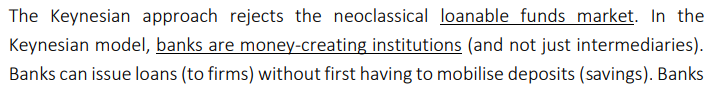 The Keynesian approach rejects the neoclassical loanable funds market. In the
Keynesian model, banks are money-creating institutions (and not just intermediaries).
Banks can issue loans (to firms) without first having to mobilise deposits (savings). Banks